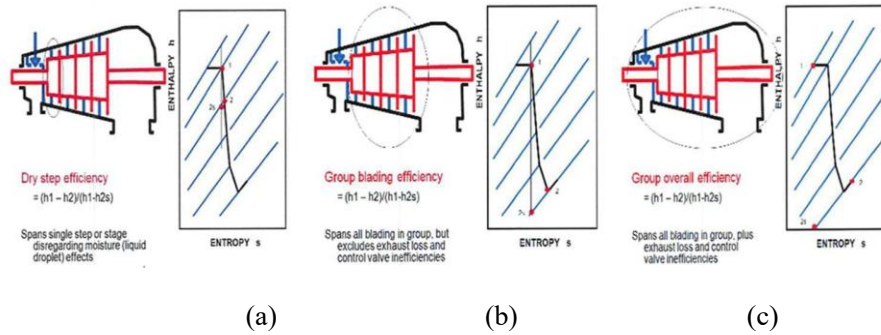 ENTHALPY h
1
2s
2
Dry step efficiency
= (h1 – h2)/(h1-h2s)
Spans single step or stage
disregarding moisture (liquid
droplet) effects
ENTROPY s
ENTHALPY h
1
2
2s
Group blading efficiency
= (h1 – h2)/(h1-h2s)
Spans all blading in group, but
excludes exhaust loss and
control valve inefficiencies
ENTROPY s
ENTHALPY h
1
2
2s
Group overall efficiency
= (h1 – h2)/(h1-h2s)
Spans all blading in group, plus
exhaust loss and control
valve inefficiencies
ENTROPY s
(a)
(b)
(c)